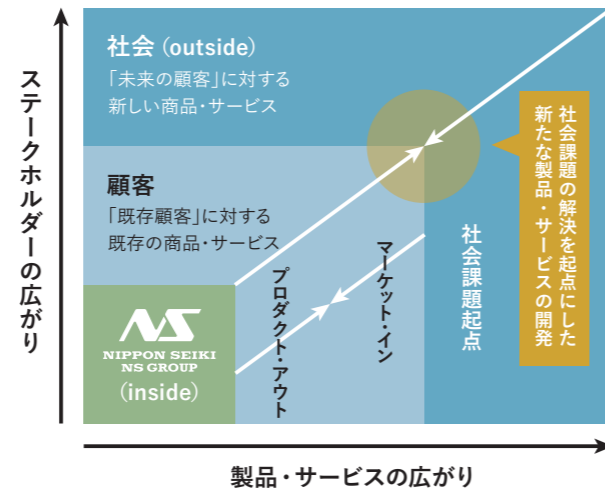 ステークホルダーの広がり
社会 (outside)
「未来の顧客」に対する
新しい商品・サービス
顧客
「既存顧客」に対する
既存の商品・サービス
NS
NIPPON SEIKI
NS GROUP
(inside)
プロダクト・アウト
マーケット・イン
社会課題起点
社会課題の解決を起点にした
新たな製品・サービスの開発
製品・サービスの広がり